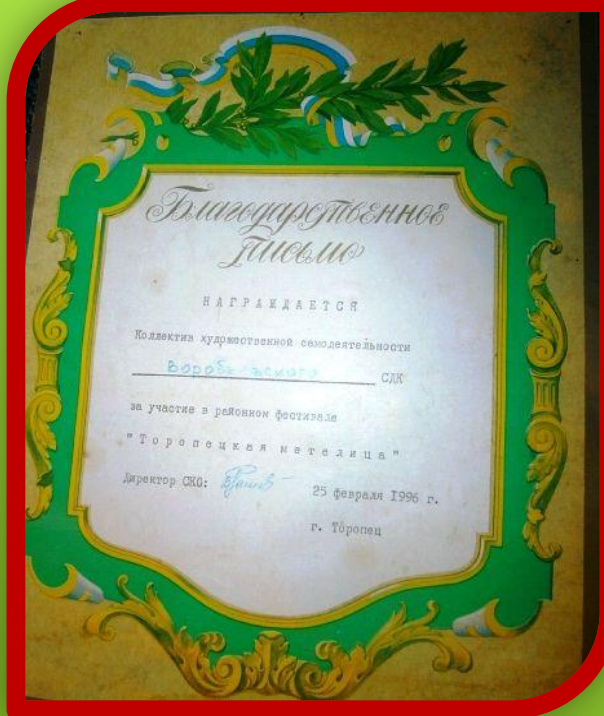 Благодарственное
письмо
НАГРАЖДАЕТСЯ
Коллектив художественной самодеятельности
СДК
за участие в районном фестивале
"Торопецкая метелица"
Директор СКО:
25 февраля 1996 г.
г. Торопец